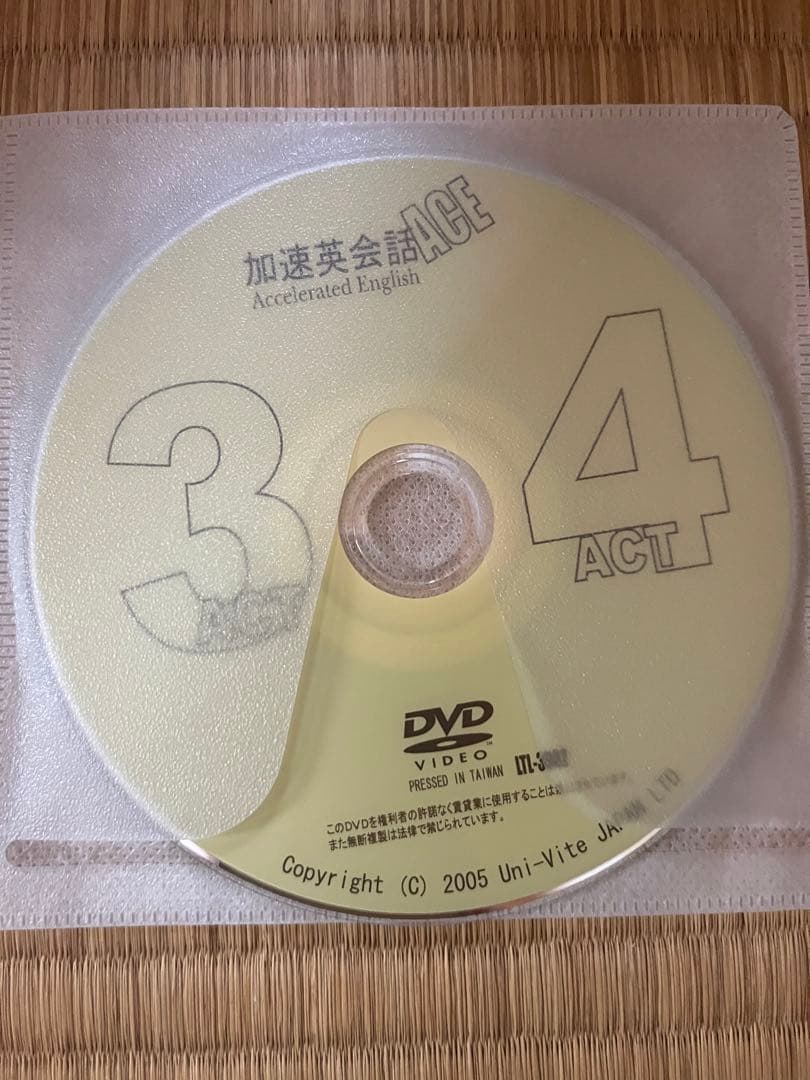 加速英会話ACE
Accelerated English
3 ACT
4 ACT
DVD
VIDEO
PRESSED IN TAIWAN
このDVDを権利者の許諾なく賃貸業に使用することは
また無断複製は法律で禁じられています。
Copyright (C) 2005 Uni-Vite JAPAN LTD